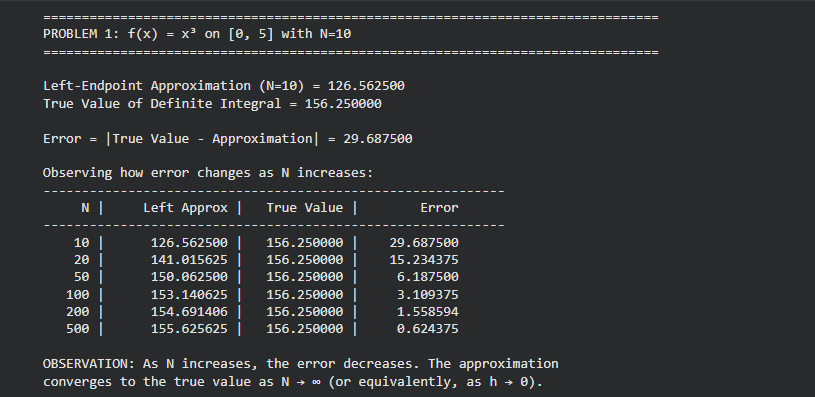 ================================================================================
PROBLEM 1: f(x) = x³ on [0, 5] with N=10
================================================================================
Left-Endpoint Approximation (N=10) = 126.562500
True Value of Definite Integral = 156.250000
Error = |True Value - Approximation| = 29.687500
Observing how error changes as N increases:
------------------------------------------------------------
N | Left Approx | True Value | Error
------------------------------------------------------------
10 | 126.562500 | 156.250000 | 29.687500
20 | 141.015625 | 156.250000 | 15.234375
50 | 150.062500 | 156.250000 | 6.187500
100 | 153.140625 | 156.250000 | 3.109375
200 | 154.691406 | 156.250000 | 1.558594
500 | 155.625625 | 156.250000 | 0.624375
OBSERVATION: As N increases, the error decreases. The approximation
converges to the true value as N → ∞ (or equivalently, as h → 0).